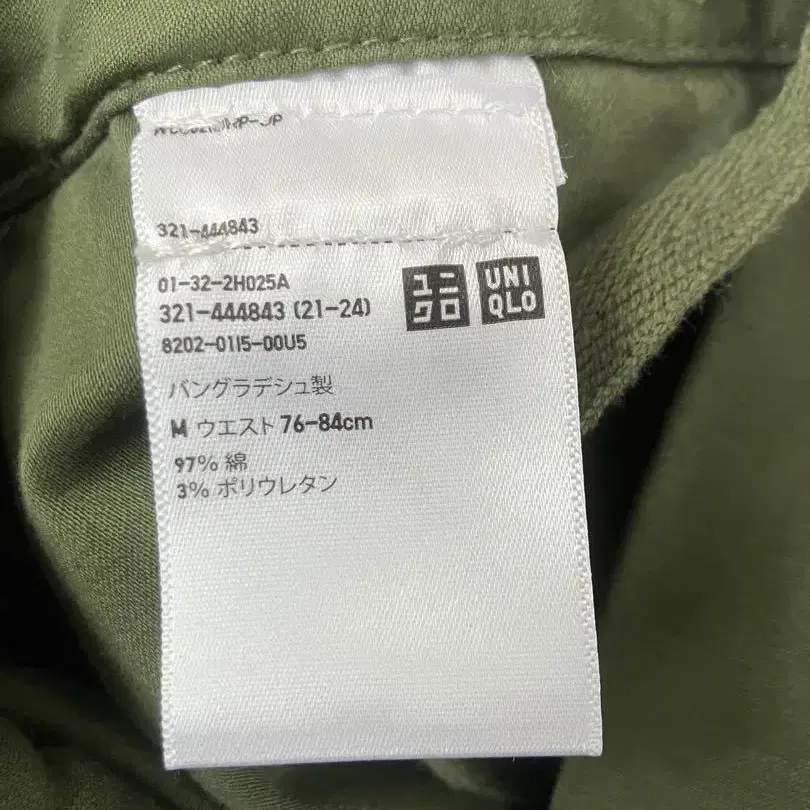 321-444843
01-32-2H025A
321-444843 (21-24)
8202-0115-00U5
ユニクロ
UNIQLO
バングラデシュ製
M ウエスト 76-84cm
97% 綿
3% ポリウレタン